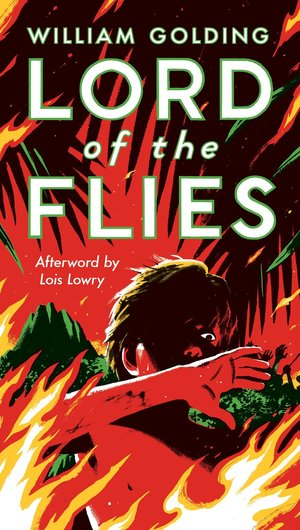 WILLIAM GOLDING
LORD
of the
FLIES
Afterword by
Lois Lowry